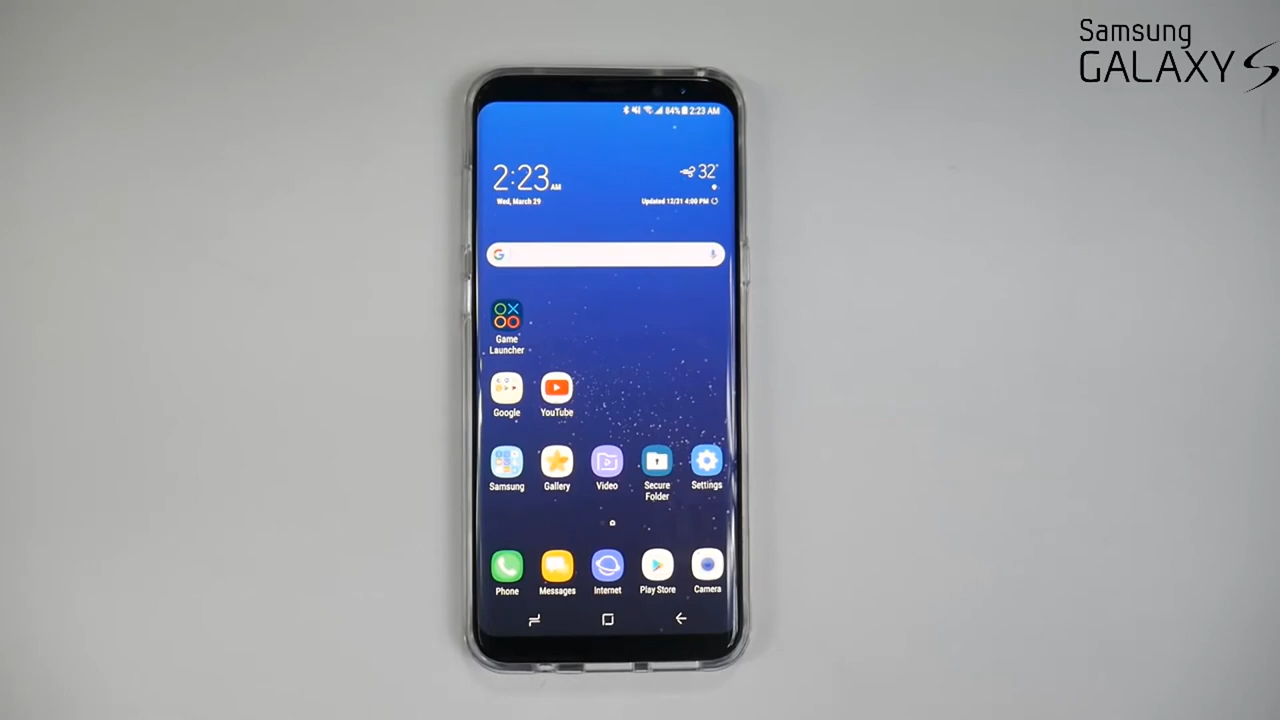 Samsung
GALAXY S
84% 2:23 AM
2:23 AM
32°
Wed, March 29
Updated 12/31 4:00 PM
Game
Launcher
Google
YouTube
Samsung
Gallery
Video
Secure
Folder
Settings
Phone
Messages
Internet
Play Store
Camera